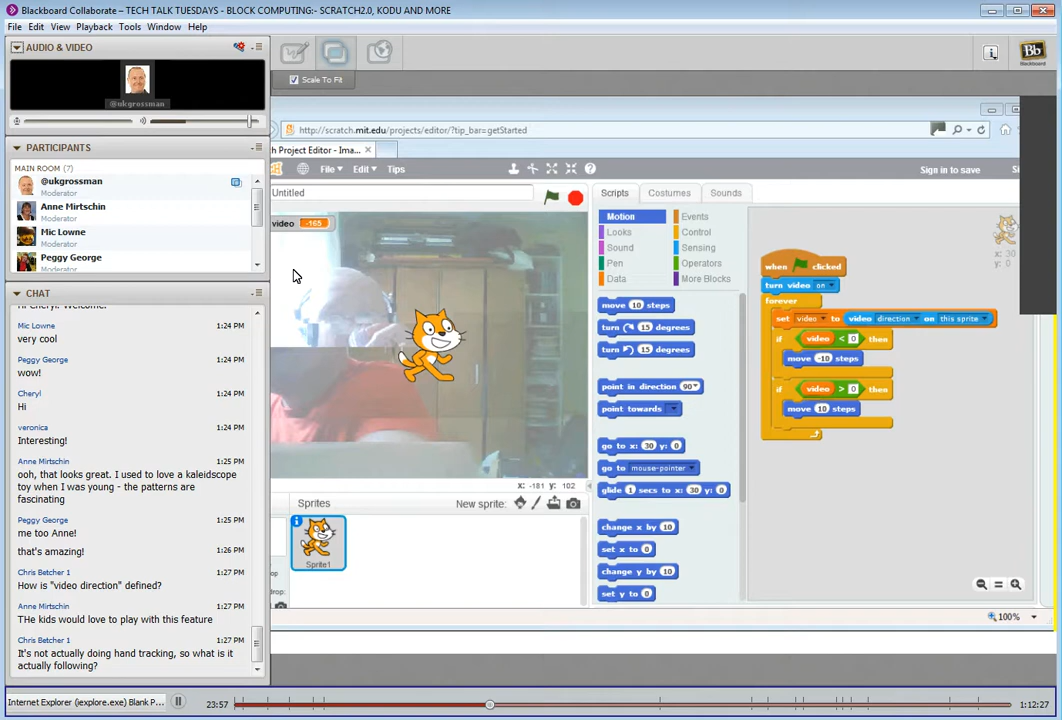 Blackboard Collaborate – TECH TALK TUESDAYS - BLOCK COMPUTING:- SCRATCH2.0, KODU AND MORE
File Edit View Playback Tools Window Help
AUDIO & VIDEO
@ukgrossman
PARTICIPANTS
MAIN ROOM (7)
@ukgrossman
Moderator
Anne Mirtschin
Moderator
Mic Lowne
Moderator
Peggy George
Moderator
CHAT
Hi Cheryl! Welcome!
Mic Lowne 1:24 PM
very cool
Peggy George 1:24 PM
wow!
Cheryl 1:24 PM
Hi
veronica 1:24 PM
Interesting!
Anne Mirtschin 1:25 PM
ooh, that looks great. I used to love a kaleidscope
toy when I was young - the patterns are
fascinating
Peggy George 1:25 PM
me too Anne!
that's amazing! 1:26 PM
Chris Betcher 1 1:27 PM
How is "video direction" defined?
Anne Mirtschin 1:27 PM
THe kids would love to play with this feature
Chris Betcher 1 1:27 PM
It's not actually doing hand tracking, so what is it
actually following?
Scale To Fit
Bb
Blackboard
http://scratch.mit.edu/projects/editor/?tip_bar=getStarted
ch Project Editor - Ima...
File Edit Tips
Sign in to save
Untitled
video -165
x: -181 y: 102
Sprites New sprite:
Sprite1
Scripts Costumes Sounds
Motion Events
Looks Control
Sound Sensing
Pen Operators
Data More Blocks
move 10 steps
turn 15 degrees
turn 15 degrees
point in direction 90
point towards
go to x: 30 y: 0
go to mouse-pointer
glide 1 secs to x: 30 y: 0
change x by 10
set x to 0
change y by 10
set y to 0
x: 30
y: 0
when clicked
turn video on
forever
set video to video direction on this sprite
if video < 0 then
move -10 steps
if video > 0 then
move 10 steps
100%
Internet Explorer (iexplore.exe) Blank P...
23:57
1:12:27